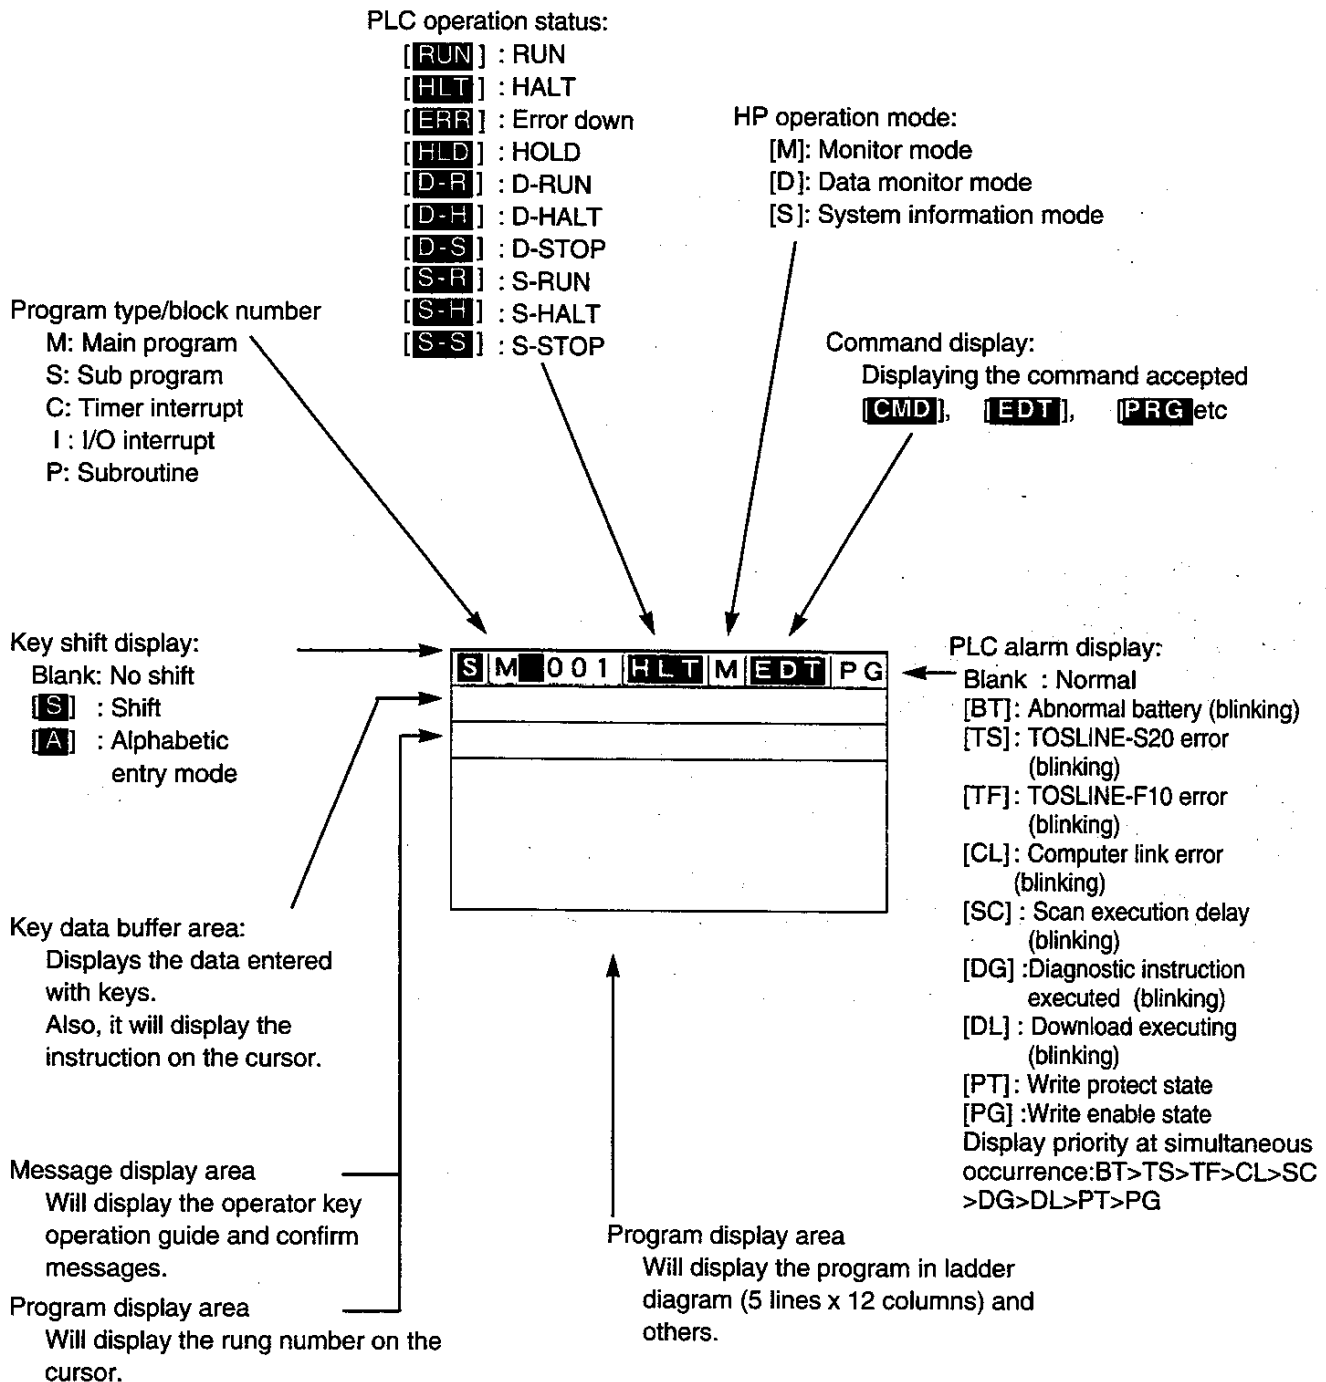 PLC operation status:
[RUN] : RUN
[HLT] : HALT
[ERR] : Error down
[HLD] : HOLD
[D-R] : D-RUN
[D-H] : D-HALT
[D-S] : D-STOP
[S-R] : S-RUN
[S-H] : S-HALT
[S-S] : S-STOP
HP operation mode:
[M]: Monitor mode
[D]: Data monitor mode
[S]: System information mode
Program type/block number
M: Main program
S: Sub program
C: Timer interrupt
I : I/O interrupt
P: Subroutine
Command display:
Displaying the command accepted
[CMD], [EDT], [PRG etc
Key shift display:
Blank: No shift
[S] : Shift
[A] : Alphabetic
entry mode
S M 001 HLT M EDT PG
PLC alarm display:
Blank : Normal
[BT]: Abnormal battery (blinking)
[TS]: TOSLINE-S20 error
(blinking)
[TF]: TOSLINE-F10 error
(blinking)
[CL]: Computer link error
(blinking)
[SC] : Scan execution delay
(blinking)
[DG] :Diagnostic instruction
executed (blinking)
[DL] : Download executing
(blinking)
[PT]: Write protect state
[PG] :Write enable state
Display priority at simultaneous
occurrence:BT>TS>TF>CL>SC
>DG>DL>PT>PG
Key data buffer area:
Displays the data entered
with keys.
Also, it will display the
instruction on the cursor.
Message display area
Will display the operator key
operation guide and confirm
messages.
Program display area
Will display the rung number on the
cursor.
Program display area
Will display the program in ladder
diagram (5 lines x 12 columns) and
others.